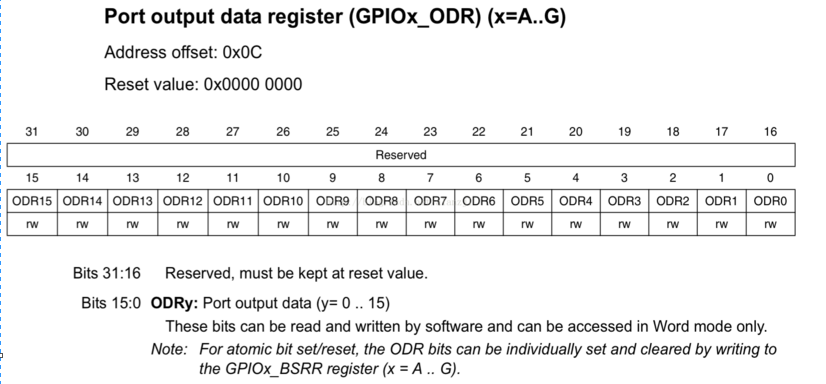 Port output data register (GPIOx_ODR) (x=A..G)
Address offset: 0x0C
Reset value: 0x0000 0000
31 30 29 28 27 26 25 24 23 22 21 20 19 18 17 16
Reserved
15 14 13 12 11 10 9 8 7 6 5 4 3 2 1 0
ODR15 ODR14 ODR13 ODR12 ODR11 ODR10 ODR9 ODR8 ODR7 ODR6 ODR5 ODR4 ODR3 ODR2 ODR1 ODR0
rw rw rw rw rw rw rw rw rw rw rw rw rw rw rw rw
Bits 31:16 Reserved, must be kept at reset value.
Bits 15:0 ODRy: Port output data (y= 0 .. 15)
These bits can be read and written by software and can be accessed in Word mode only.
Note: For atomic bit set/reset, the ODR bits can be individually set and cleared by writing to
the GPIOx_BSRR register (x = A .. G).